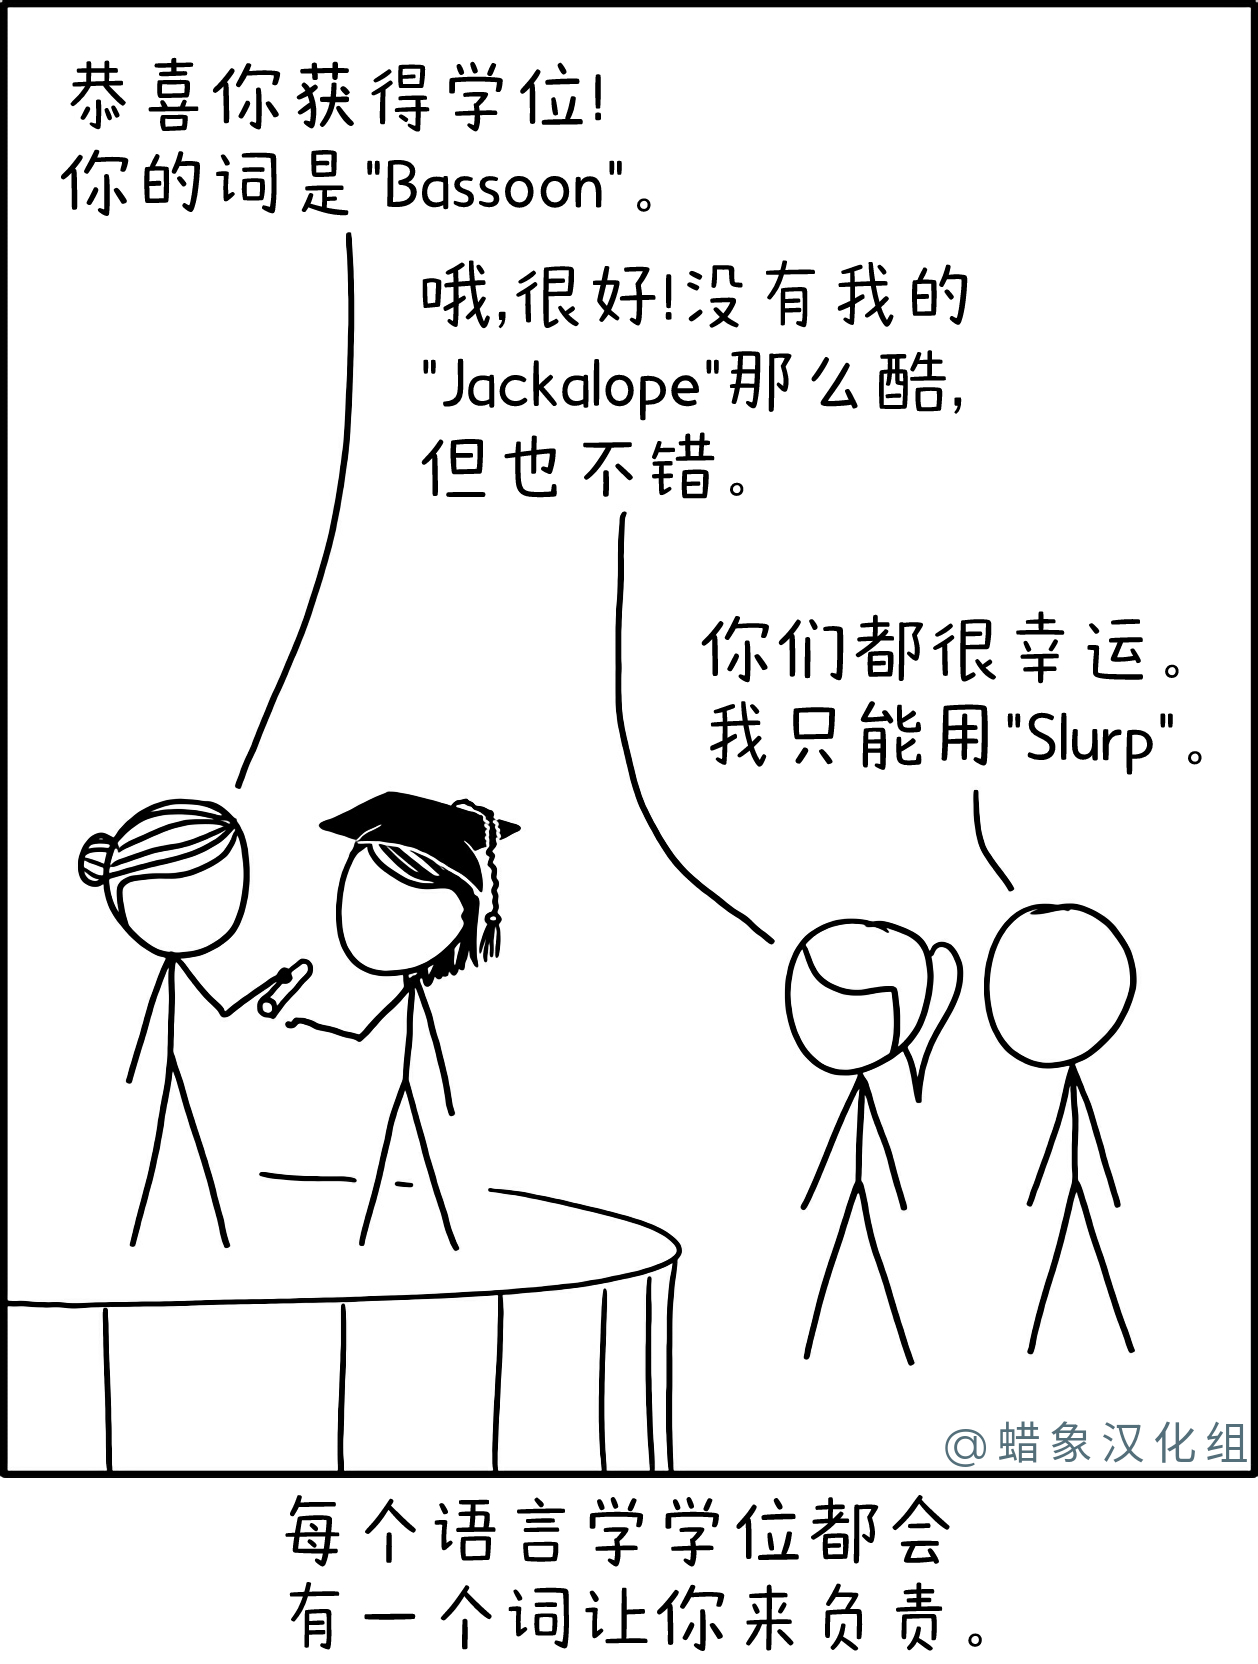 恭喜你获得学位!
你的词是"Bassoon"。
哦,很好!没有我的
"Jackalope"那么酷,
但也不错。
你们都很幸运。
我只能用"Slurp"。
@蜡象汉化组
每个语言学学位都会
有一个词让你来负责。